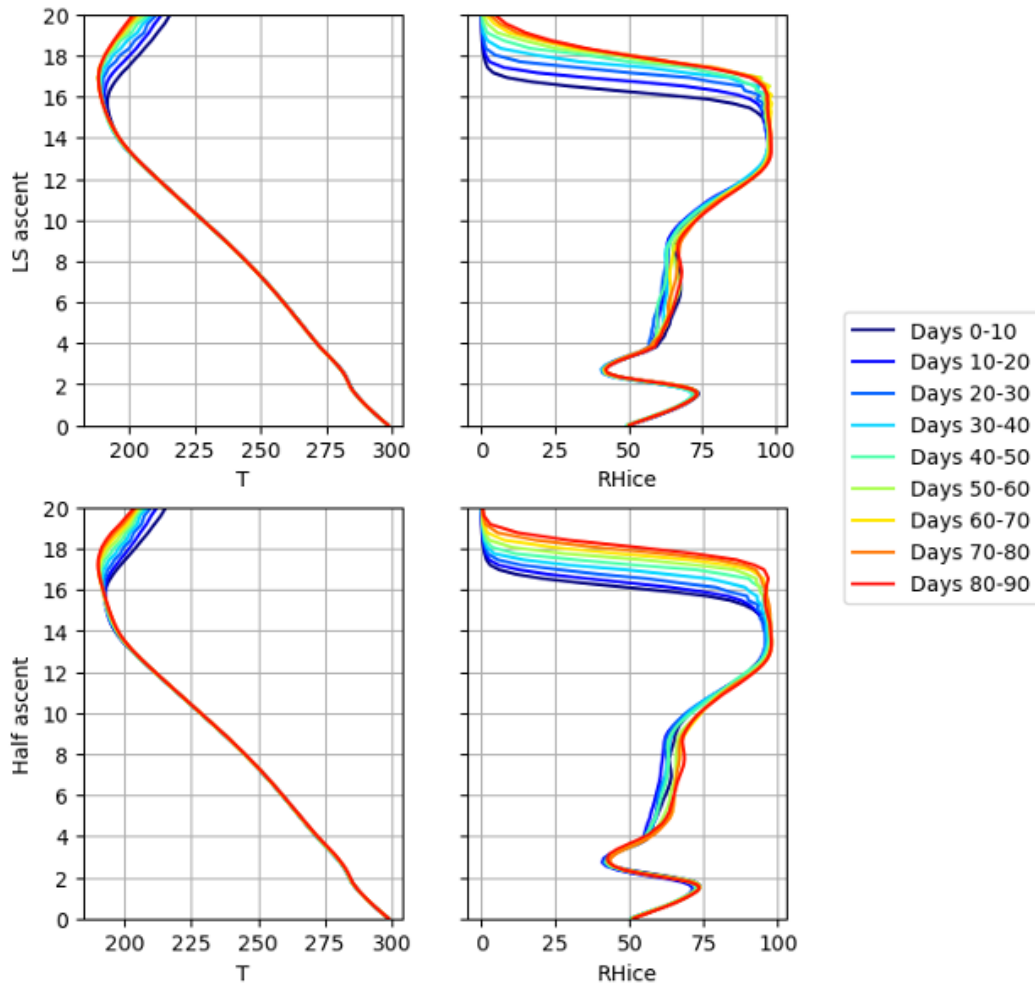 20
18
16
14
12
10
8
6
4
2
0
LS ascent
200
225
250
275
300
T
0
25
50
75
100
RHice
20
18
16
14
12
10
8
6
4
2
0
Half ascent
200
225
250
275
300
T
0
25
50
75
100
RHice
Days 0-10
Days 10-20
Days 20-30
Days 30-40
Days 40-50
Days 50-60
Days 60-70
Days 70-80
Days 80-90